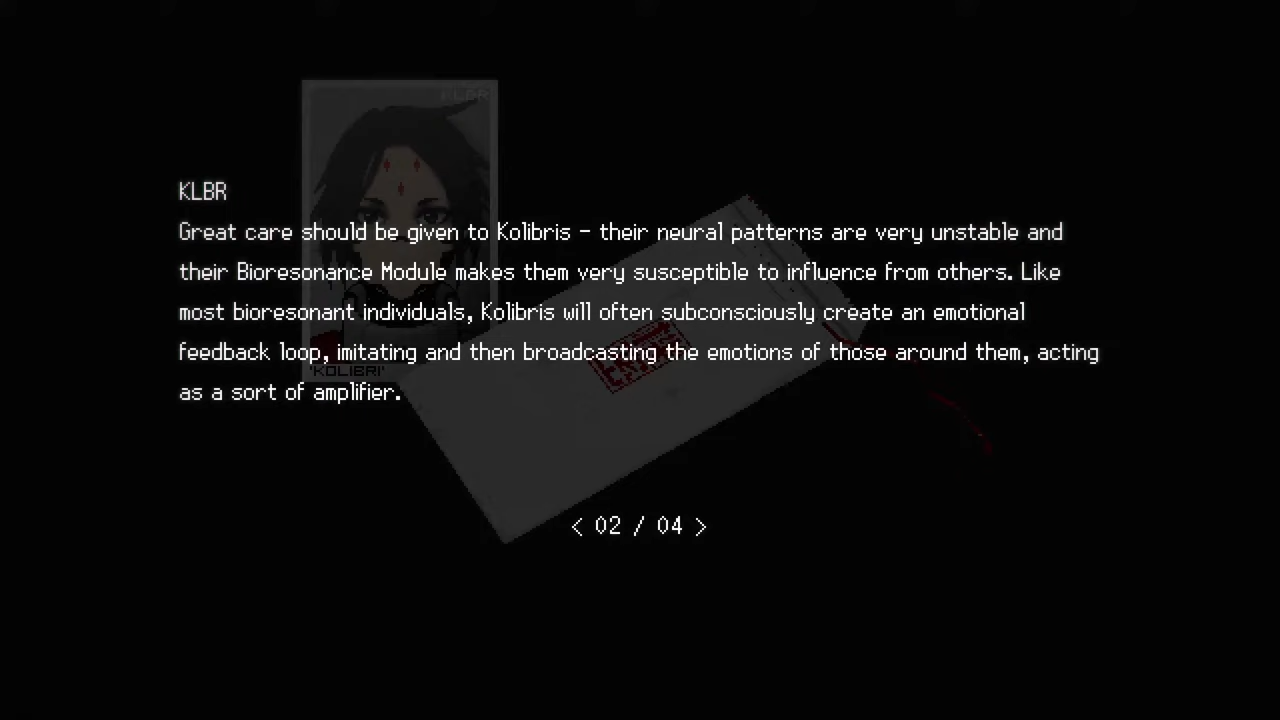 KLBR
KLBR
Great care should be given to Kolibris - their neural patterns are very unstable and
their Bioresonance Module makes them very susceptible to influence from others. Like
most bioresonant individuals, Kolibris will often subconsciously create an emotional
feedback loop, imitating and then broadcasting the emotions of those around them, acting
'KOLIBRI'
as a sort of amplifier.
< 02 / 04 >